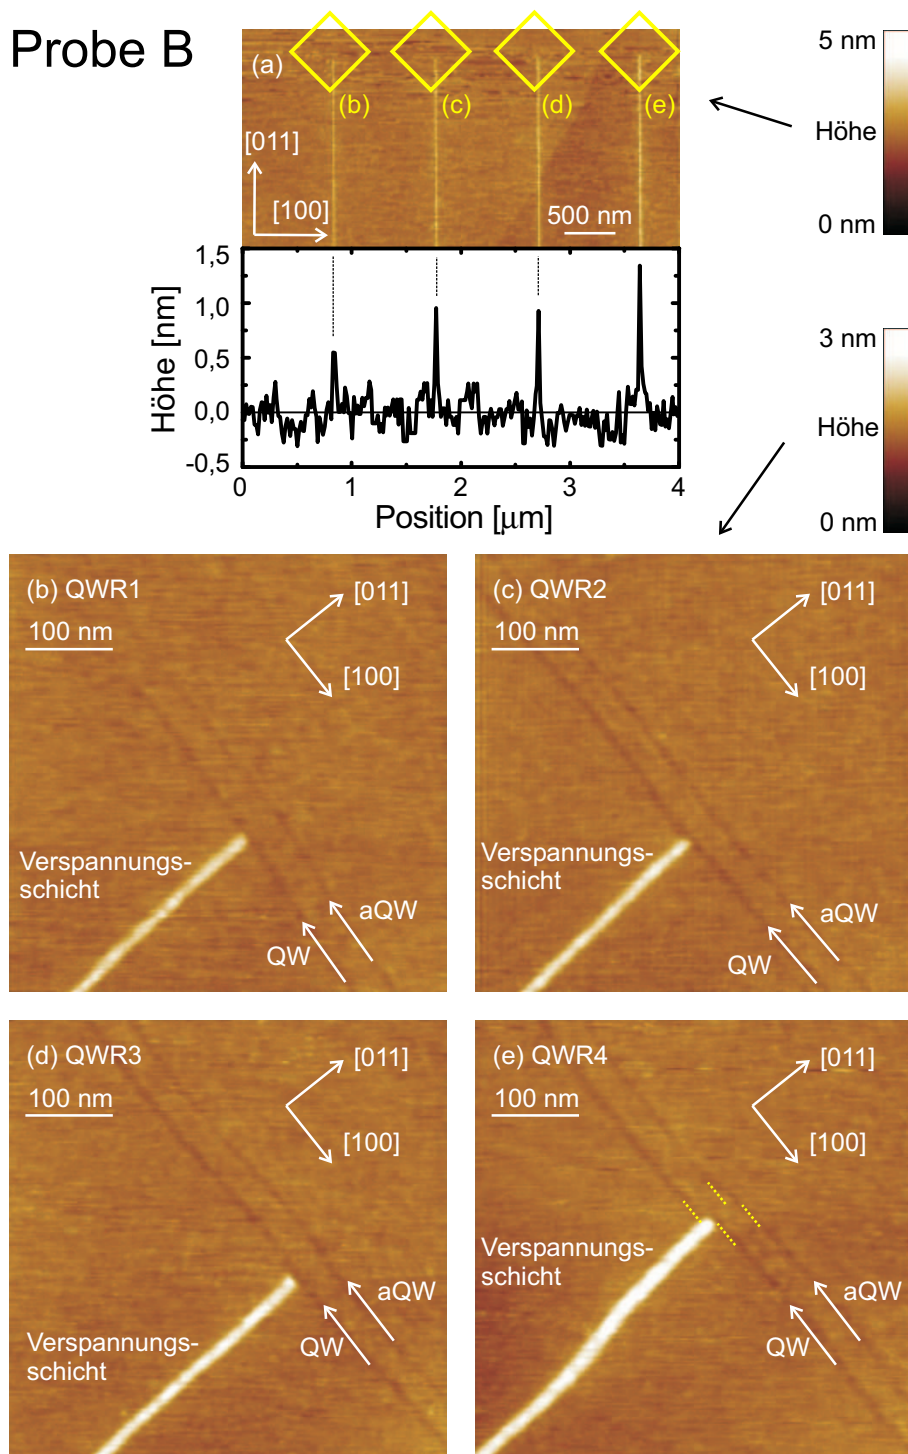 Probe B
(a)
(b)
(c)
(d)
(e)
[011]
[100]
500 nm
5 nm
Höhe
0 nm
1,5
1,0
0,5
0,0
-0,5
Höhe [nm]
0
1
2
3
4
Position [μm]
3 nm
Höhe
0 nm
(b) QWR1
100 nm
[011]
[100]
Verspannungs-
schicht
aQW
QW
(c) QWR2
100 nm
[011]
[100]
Verspannungs-
schicht
aQW
QW
(d) QWR3
100 nm
[011]
[100]
Verspannungs-
schicht
aQW
QW
(e) QWR4
100 nm
[011]
[100]
Verspannungs-
schicht
aQW
QW